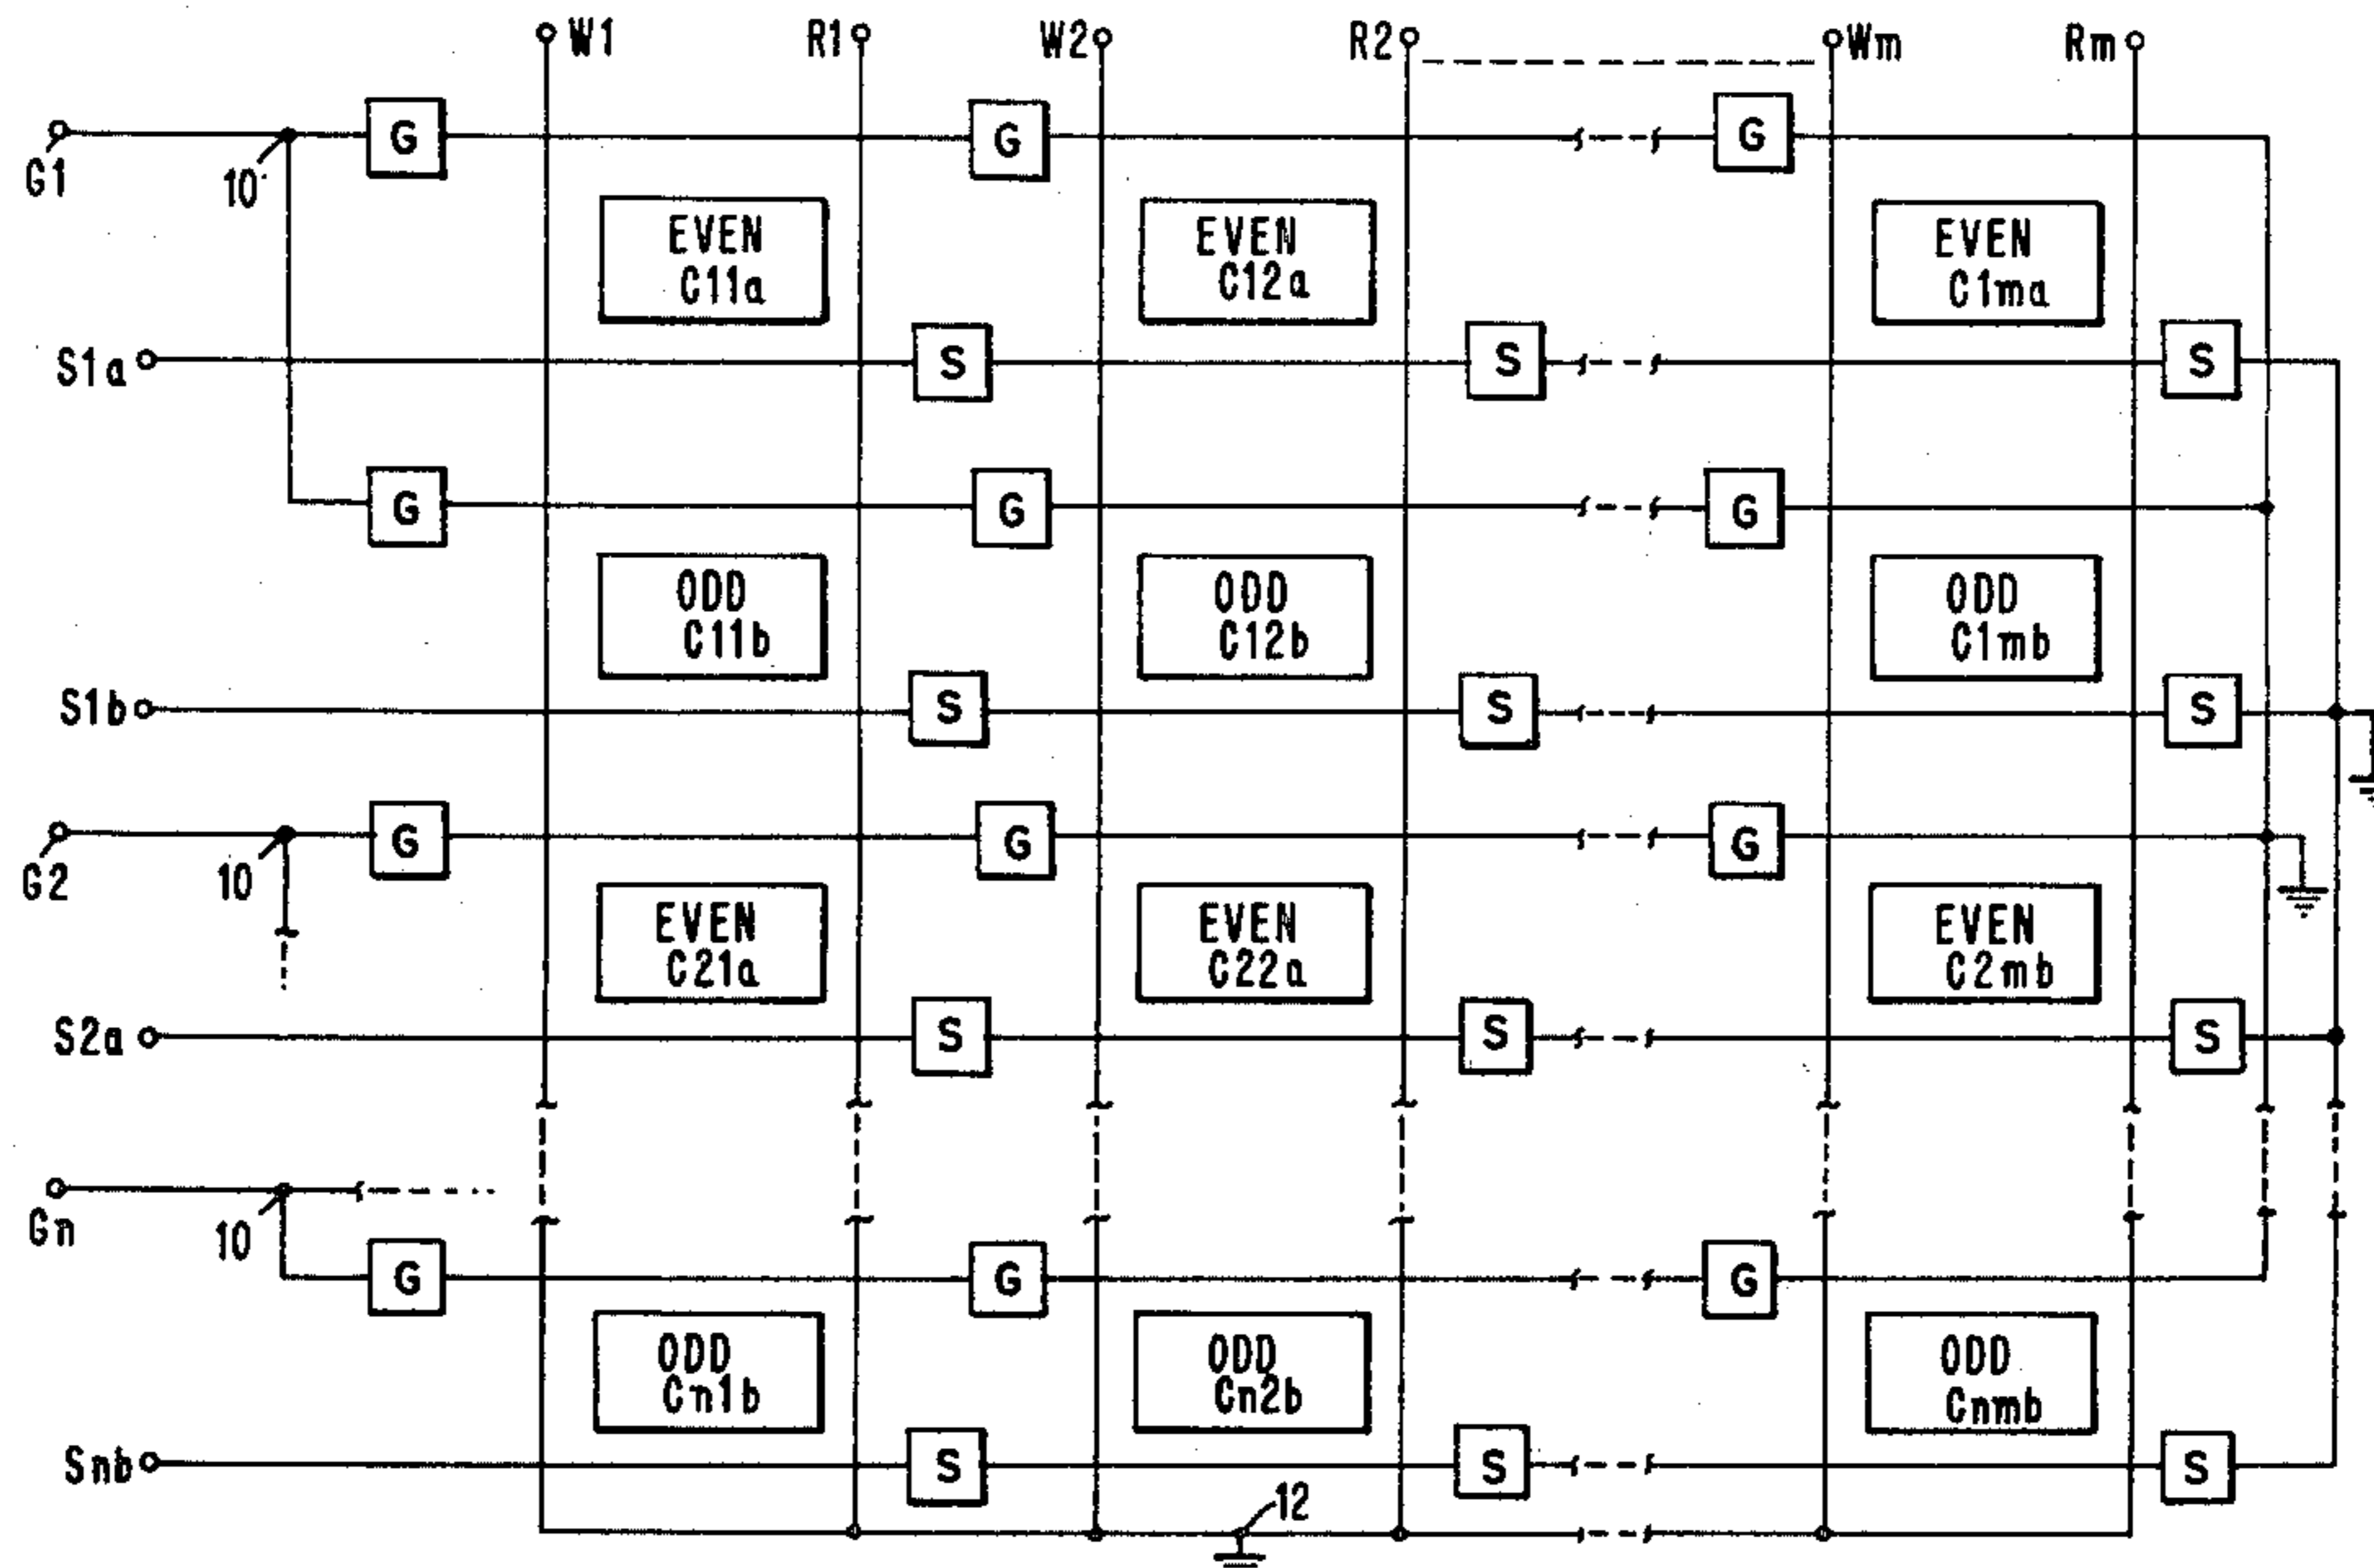 W1 R1 W2 R2 Wm Rm
G G G
G1 10
EVEN C11a EVEN C12a EVEN C1ma
S1a S S S
G G G
ODD C11b ODD C12b ODD C1mb
S1b S S S
G G G
G2 10
EVEN C21a EVEN C22a EVEN C2mb
S2a S S S
Gn 10
G G G
ODD Cn1b ODD Cn2b ODD Cnmb
Snb S S S
12